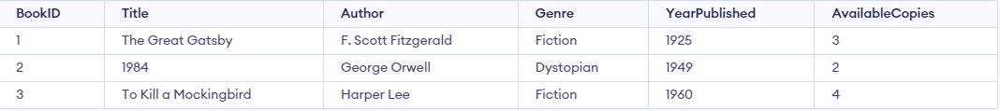 BookID Title Author Genre YearPublished AvailableCopies
1 The Great Gatsby F. Scott Fitzgerald Fiction 1925 3
2 1984 George Orwell Dystopian 1949 2
3 To Kill a Mockingbird Harper Lee Fiction 1960 4